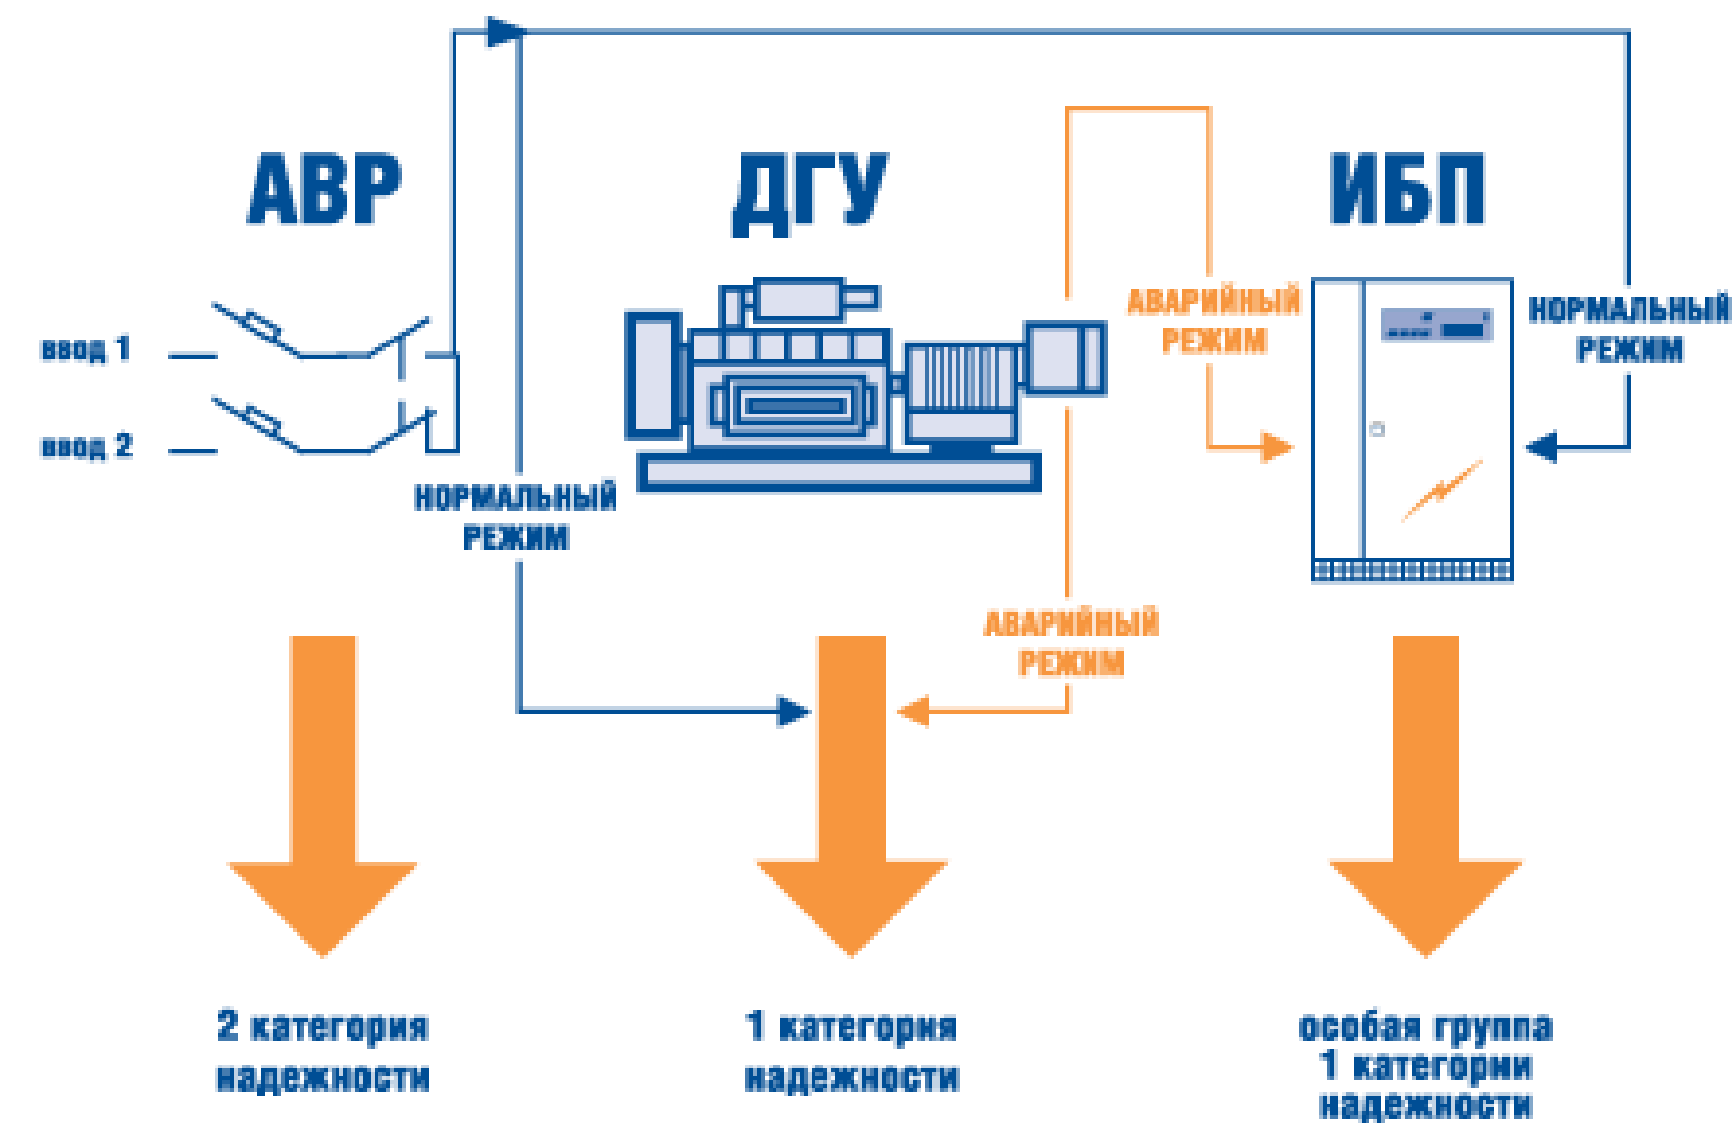 АВР
ДГУ
ИБП
АВАРИЙНЫЙ
РЕЖИМ
НОРМАЛЬНЫЙ
РЕЖИМ
ввод 1
ввод 2
НОРМАЛЬНЫЙ
РЕЖИМ
АВАРИЙНЫЙ
РЕЖИМ
2 категория
надежности
1 категория
надежности
особая группа
1 категории
надежности